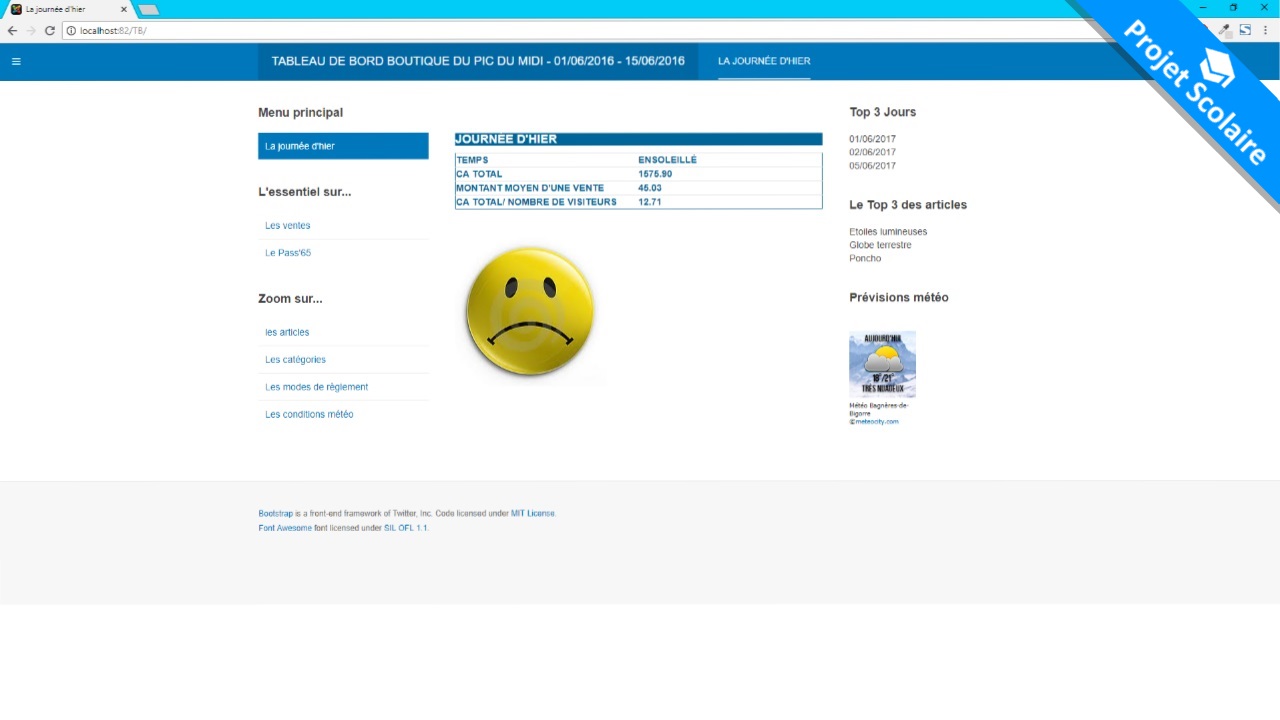 La journée d'hier
localhost:82/TB/
Projet Scolaire
TABLEAU DE BORD BOUTIQUE DU PIC DU MIDI - 01/06/2016 - 15/06/2016
LA JOURNÉE D'HIER
Menu principal
La journée d'hier
L'essentiel sur...
Les ventes
Le Pass'65
Zoom sur...
les articles
Les catégories
Les modes de règlement
Les conditions météo
JOURNÉE D'HIER
TEMPS ENSOLEILLÉ
CA TOTAL 1575.90
MONTANT MOYEN D'UNE VENTE 45.03
CA TOTAL/ NOMBRE DE VISITEURS 12.71
Top 3 Jours
01/06/2017
02/06/2017
05/06/2017
Le Top 3 des articles
Etoiles lumineuses
Globe terrestre
Poncho
Prévisions météo
AUJOURD'HUI
TRES NUAGEUX
Météo Bagnères-de-
Bigorre
©meteocity.com
Bootstrap is a front-end framework of Twitter, Inc. Code licensed under MIT License.
Font Awesome font licensed under SIL OFL 1.1.